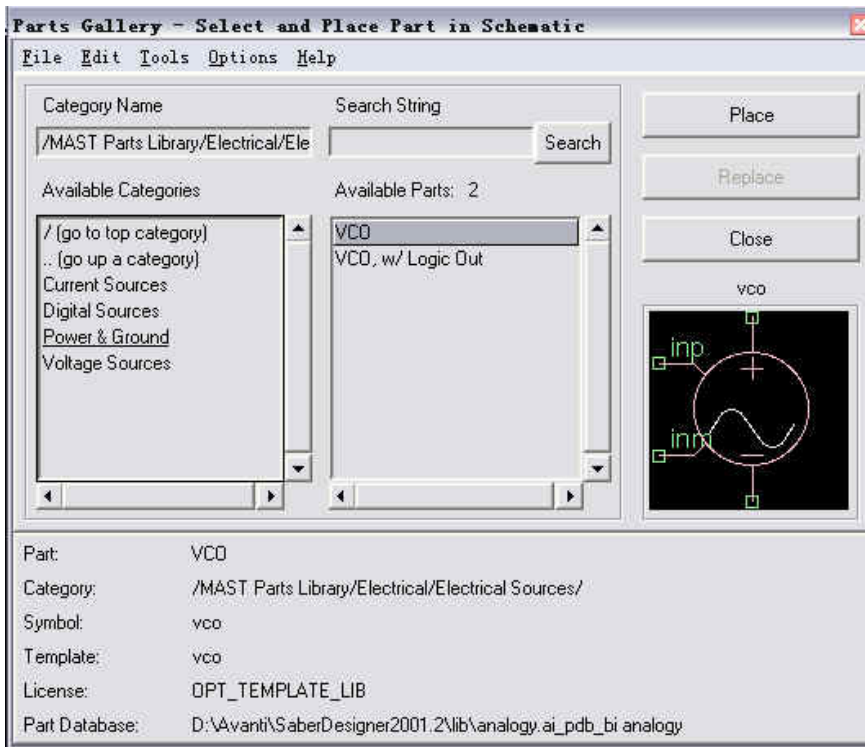 Parts Gallery - Select and Place Part in Schematic
File Edit Tools Options Help
Category Name
Search String
/MAST Parts Library/Electrical/Ele
Search
Available Categories
Available Parts: 2
/ (go to top category)
.. (go up a category)
Current Sources
Digital Sources
Power & Ground
Voltage Sources
VCO
VCO, w/ Logic Out
Place
Replace
Close
vco
inp
inm
Part: VCO
Category: /MAST Parts Library/Electrical/Electrical Sources/
Symbol: vco
Template: vco
License: OPT_TEMPLATE_LIB
Part Database: D:\Avanti\SaberDesigner2001.2\lib\analogy.ai_pdb_bi analogy